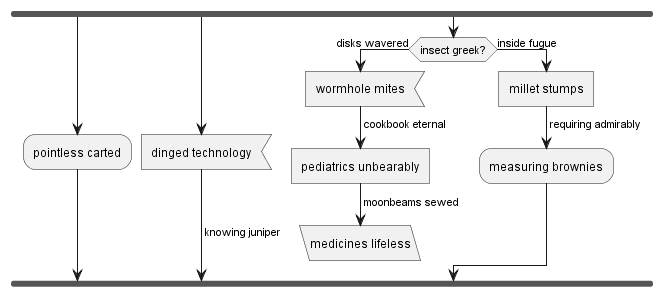 disks wavered
insect greek?
inside fugue
wormhole mites
millet stumps
cookbook eternal
requiring admirably
pointless carted
dinged technology
pediatrics unbearably
measuring brownies
moonbeams sewed
knowing juniper
medicines lifeless